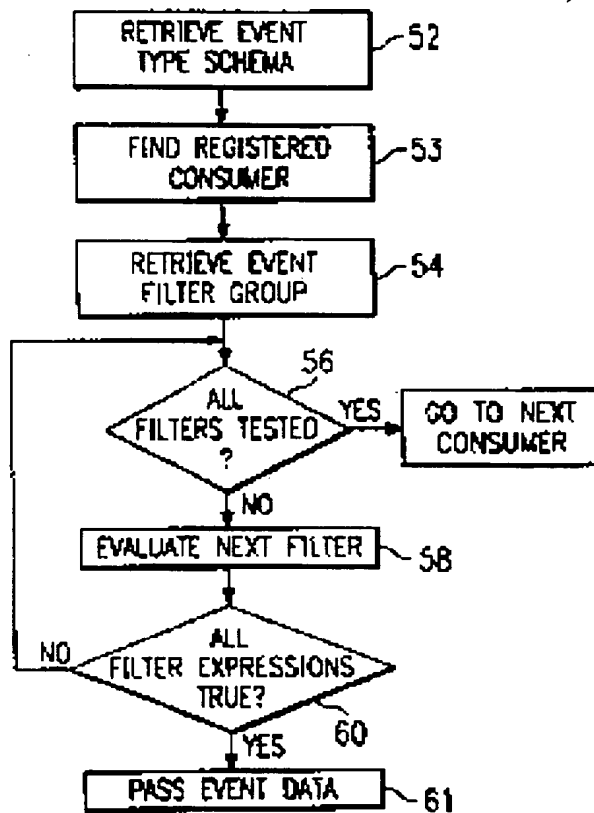 RETRIEVE EVENT
TYPE SCHEMA
52
FIND REGISTERED
CONSUMER
53
RETRIEVE EVENT
FILTER GROUP
54
56
ALL
FILTERS TESTED
?
YES
GO TO NEXT
CONSUMER
NO
EVALUATE NEXT FILTER
58
ALL
FILTER EXPRESSIONS
TRUE?
NO
60
YES
PASS EVENT DATA
61